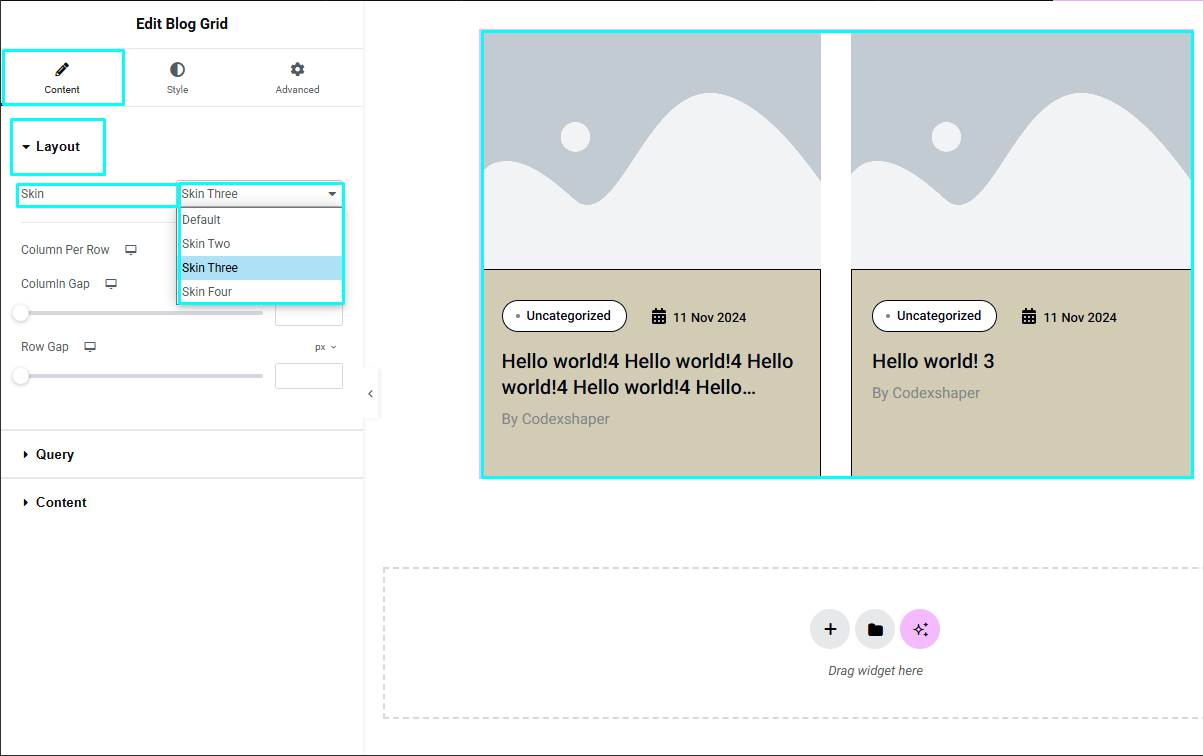 Edit Blog Grid
Content
Style
Advanced
Layout
Skin
Skin Three
Default
Skin Two
Skin Three
Skin Four
Column Per Row
Columln Gap
Row Gap
px
Query
Content
Uncategorized
11 Nov 2024
Hello world!4 Hello world!4 Hello
world!4 Hello world!4 Hello...
By Codexshaper
Uncategorized
11 Nov 2024
Hello world! 3
By Codexshaper
Drag widget here